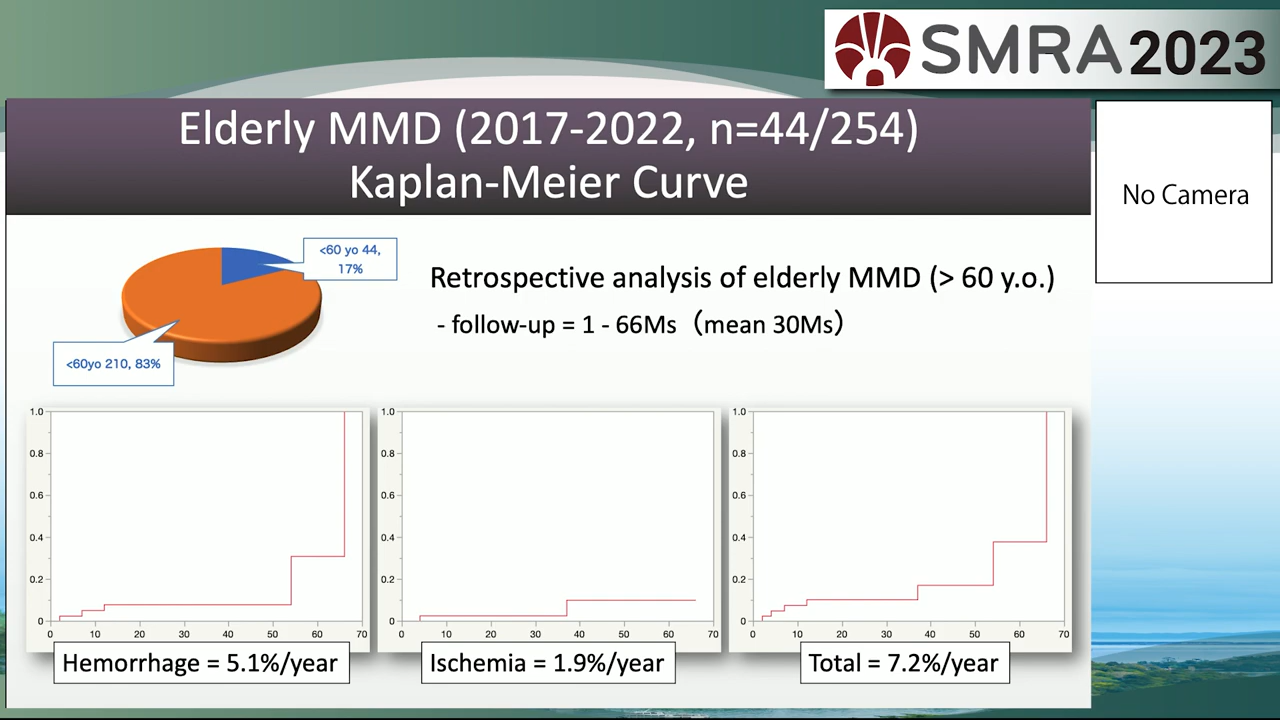 SMRA 2023
Elderly MMD (2017-2022, n=44/254)
Kaplan-Meier Curve
No Camera
<60 yo 44,
17%
<60yo 210, 83%
Retrospective analysis of elderly MMD (> 60 y.o.)
- follow-up = 1 - 66Ms（mean 30Ms）
1.0
0.8
0.6
0.4
0.2
0
0 10 20 30 40 50 60 70
Hemorrhage = 5.1%/year
1.0
0.8
0.6
0.4
0.2
0
0 10 20 30 40 50 60 70
Ischemia = 1.9%/year
1.0
0.8
0.6
0.4
0.2
0
0 10 20 30 40 50 60 70
Total = 7.2%/year